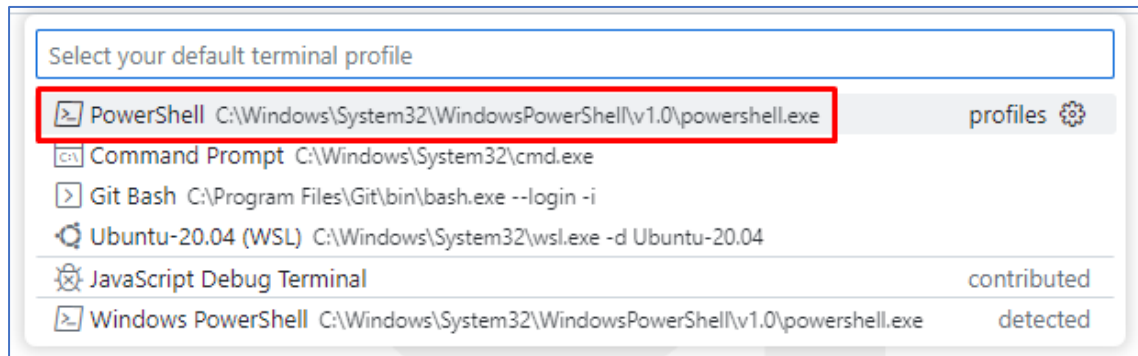 Select your default terminal profile
PowerShell C:\Windows\System32\WindowsPowerShell\v1.0\powershell.exe profiles
Command Prompt C:\Windows\System32\cmd.exe
Git Bash C:\Program Files\Git\bin\bash.exe --login -i
Ubuntu-20.04 (WSL) C:\Windows\System32\wsl.exe -d Ubuntu-20.04
JavaScript Debug Terminal contributed
Windows PowerShell C:\Windows\System32\WindowsPowerShell\v1.0\powershell.exe detected